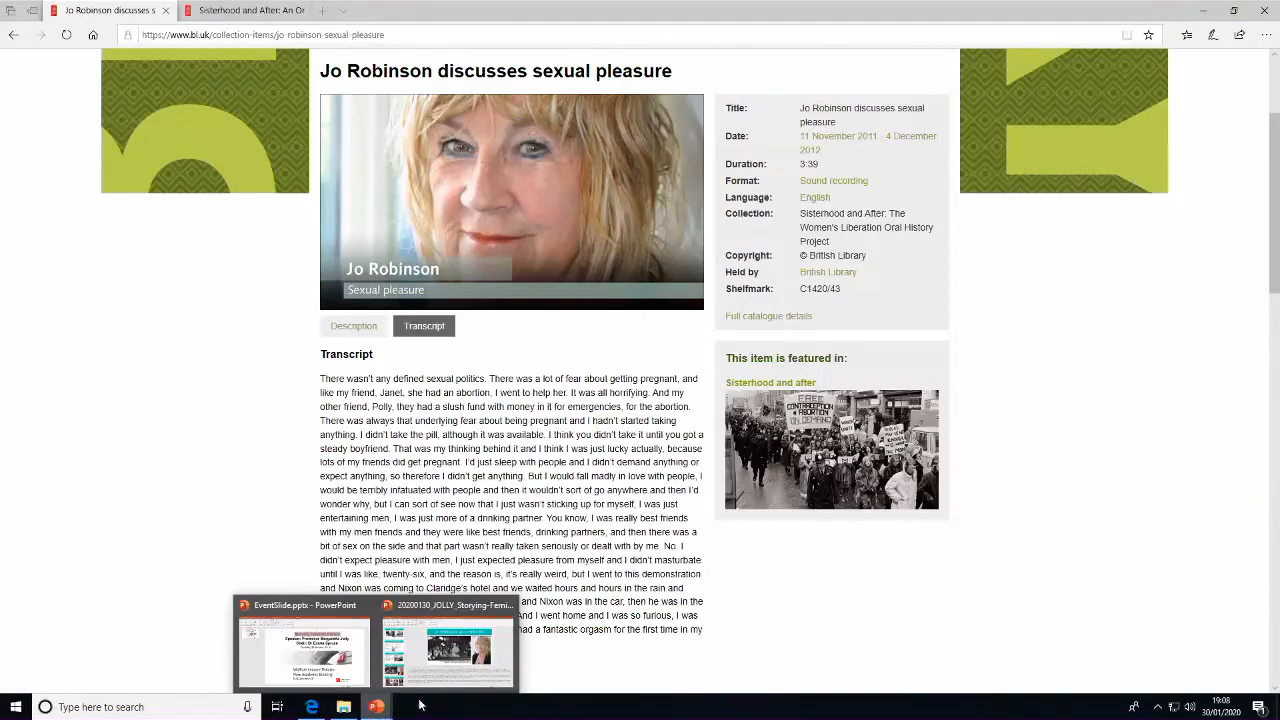 Jo Robinson discusses s
Sisterhood and After: An Or
https://www.bl.uk/collection-items/jo-robinson-sexual-pleasure
Jo Robinson discusses sexual pleasure
Jo Robinson
Sexual pleasure
Description
Transcript
Transcript
There wasn't any defined sexual politics. There was a lot of fear about getting pregnant, and
like my friend, Janet, she had an abortion, I went to help her. It was all horrifying. And my
other friend, Polly, they had a slush fund with money in it for emergencies, for the abortion.
There was always that underlying fear about being pregnant and I hadn't started taking
anything. I didn't take the pill, although it was available. I think you didn't take it until you got a
steady boyfriend. That was my thinking behind it and I think I was just lucky actually, because
lots of my friends did get pregnant. I'd just sleep with people and I didn't demand anything or
expect anything, so therefore I didn't get anything. But I would fall madly in love with people, I
would be terribly infatuated with them and then it wouldn't sort of go anywhere and then I'd
wonder why, but I can sort of see now that I just wasn't sticking up for myself, I was just
entertaining men, I was just more of a drinking partner. You know, I was really best friends
with my men friends and they were like best friends, drinking partners, and then there was a
bit of sex on the side and that part wasn't really taken seriously or dealt with by me. No. I
didn't expect pleasure with men, I just expected pleasure from myself and I didn't masturbate
until I was like, twenty-six, and the reason is, it's really weird, but I went to this demonstration
and Nixon was coming to Claridge's hotel and we waited hours and hours in the rain and
and Nixon was in the car, then he was in the
And I went home and I was so furious, I was
had a fantastic orgasm for the first time in my
Title: Jo Robinson discusses sexual
pleasure
Date: 11 November 2011 - 4 December
2012
Duration: 3:39
Format: Sound recording
Language: English
Collection: Sisterhood and After: The
Women's Liberation Oral History
Project
Copyright: © British Library
Held by British Library
Shelfmark: C1420/43
Full catalogue details
This item is featured in:
Sisterhood and after
FREE
CONTRACEPTION
& ABORTION
ON DEMAND
EventSlide.pptx - PowerPoint
20200130_JOLLY_Storying-Femi...
Type here to search
19:08
30/01/2020